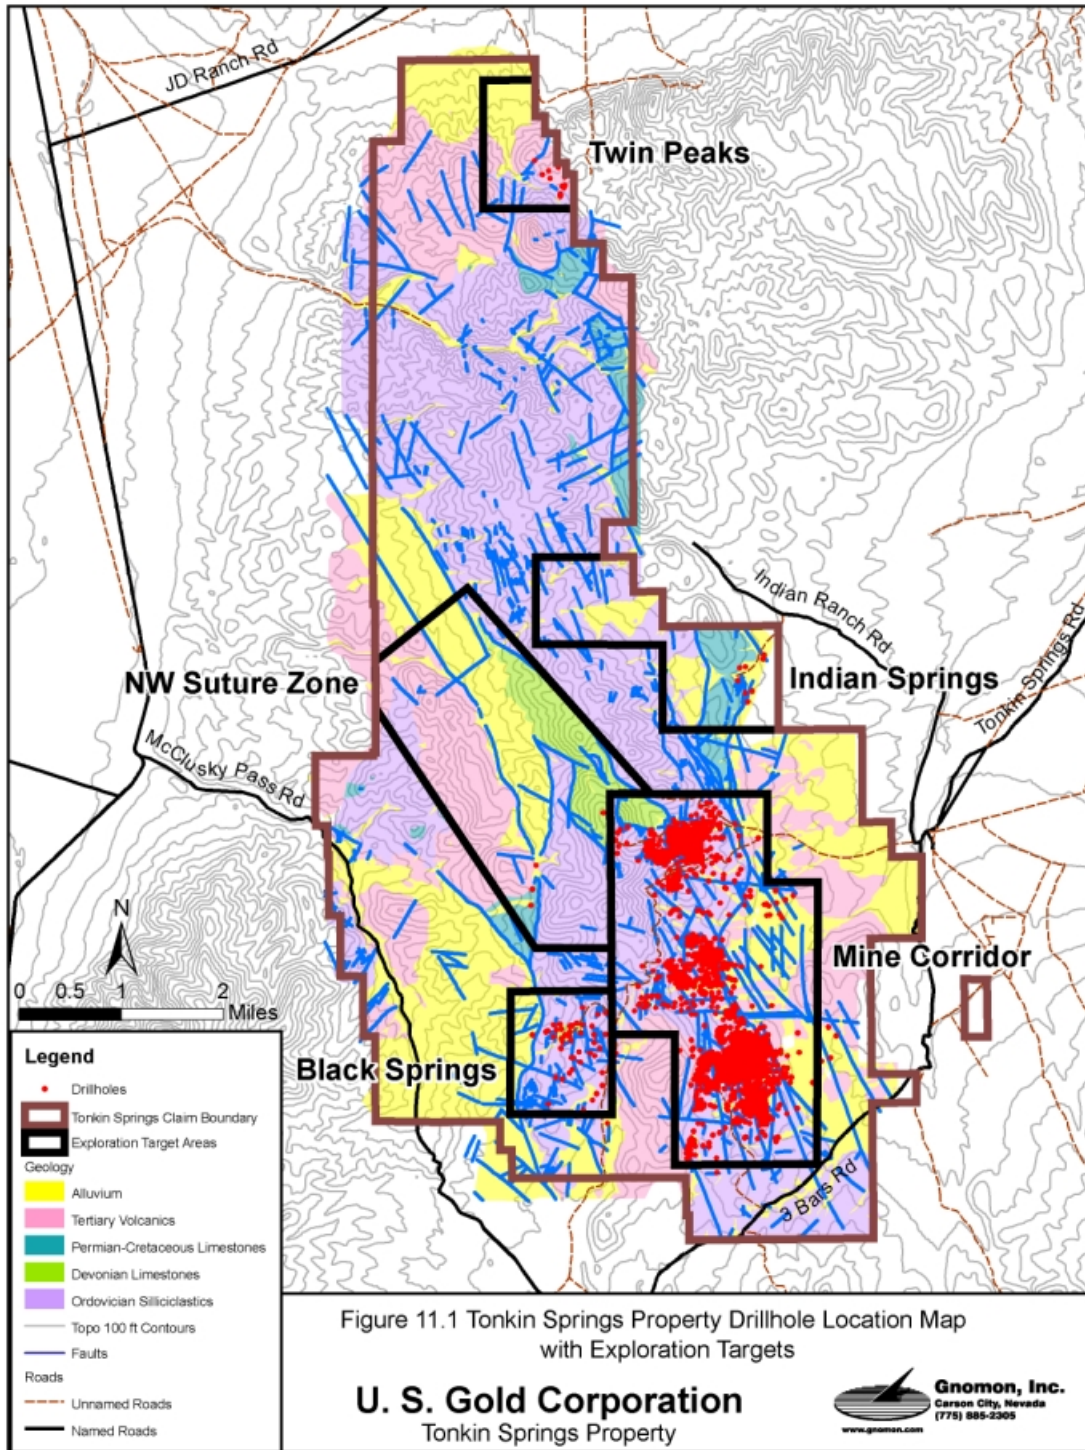 JD Ranch Rd
Twin Peaks
Indian Ranch Rd
Tonkin Springs Rd
NW Suture Zone
Indian Springs
McClusky Pass Rd
N
Mine Corridor
0 0.5 1 2
Miles
Black Springs
3 Bars Rd
Legend
Drillholes
Tonkin Springs Claim Boundary
Exploration Target Areas
Geology
Alluvium
Tertiary Volcanics
Permian-Cretaceous Limestones
Devonian Limestones
Ordovician Silliciclastics
Topo 100 ft Contours
Faults
Roads
Unnamed Roads
Named Roads
Figure 11.1 Tonkin Springs Property Drillhole Location Map
with Exploration Targets
U. S. Gold Corporation
Tonkin Springs Property
Gnomon, Inc.
Carson City, Nevada
(775) 885-2305
www.gnomon.com